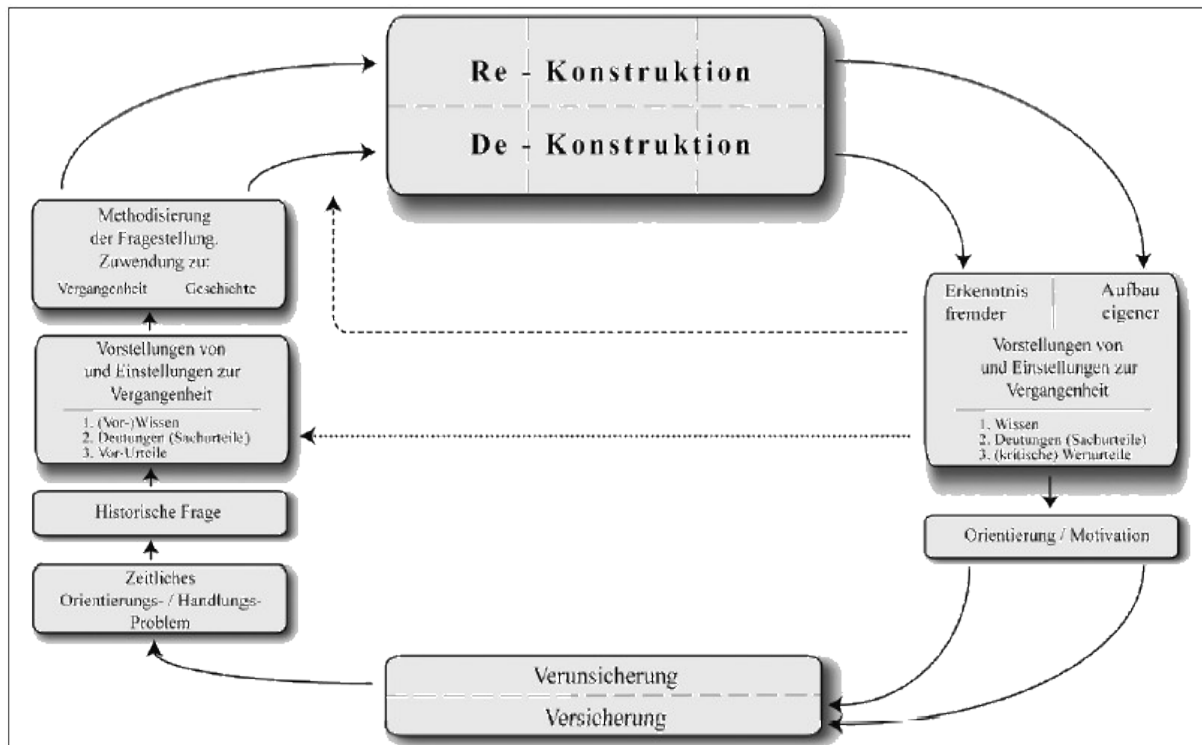 Re - Konstruktion
De - Konstruktion
Methodisierung
der Fragestellung.
Zuwendung zu:
Vergangenheit Geschichte
Vorstellungen von
und Einstellungen zur
Vergangenheit
1. (Vor-)Wissen
2. Deutungen (Sachurteile)
3. Vor-Urteile
Historische Frage
Zeitliches
Orientierungs- / Handlungs-
Problem
Erkenntnis Aufbau
fremder eigener
Vorstellungen von
und Einstellungen zur
Vergangenheit
1. Wissen
2. Deutungen (Sachurteile)
3. (kritische) Werturteile
Orientierung / Motivation
Verunsicherung
Versicherung